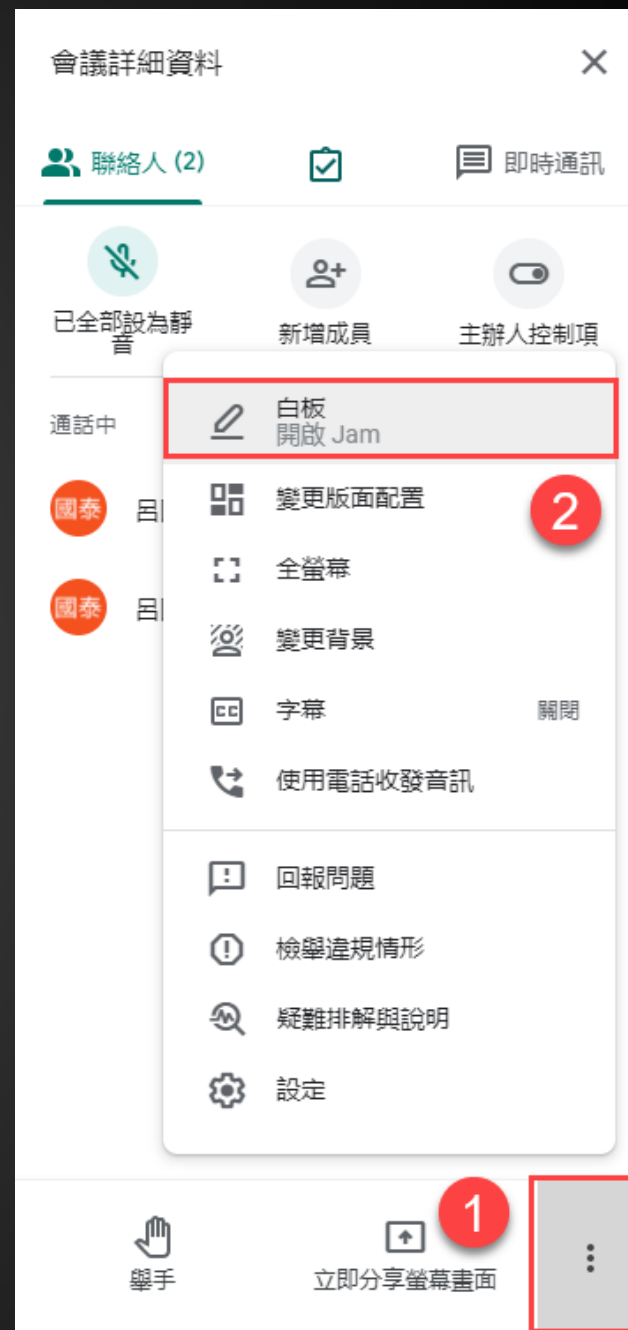 會議詳細資料
聯絡人 (2)
即時通訊
已全部設為靜
音
新增成員
主辦人控制項
通話中
白板
開啟 Jam
變更版面配置
2
國泰 呂
全螢幕
國泰 呂
變更背景
字幕 關閉
使用電話收發音訊
回報問題
檢舉違規情形
疑難排解與說明
設定
1
舉手
立即分享螢幕畫面